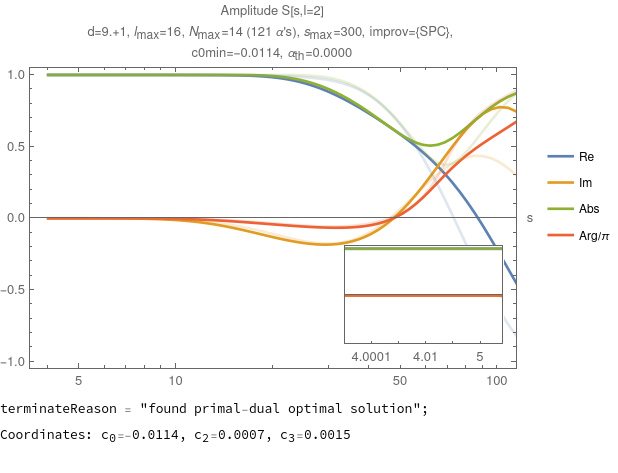 Amplitude S[s,l=2]
d=9.+1, lmax=16, Nmax=14 (121 α's), smax=300, improv={SPC},
c0min=-0.0114, αth=0.0000
1.0
0.5
0.0
-0.5
-1.0
s
5
10
50
100
4.0001
4.01
5
Re
Im
Abs
Arg/π
terminateReason = "found primal-dual optimal solution";
Coordinates: c0=-0.0114, c2=0.0007, c3=0.0015